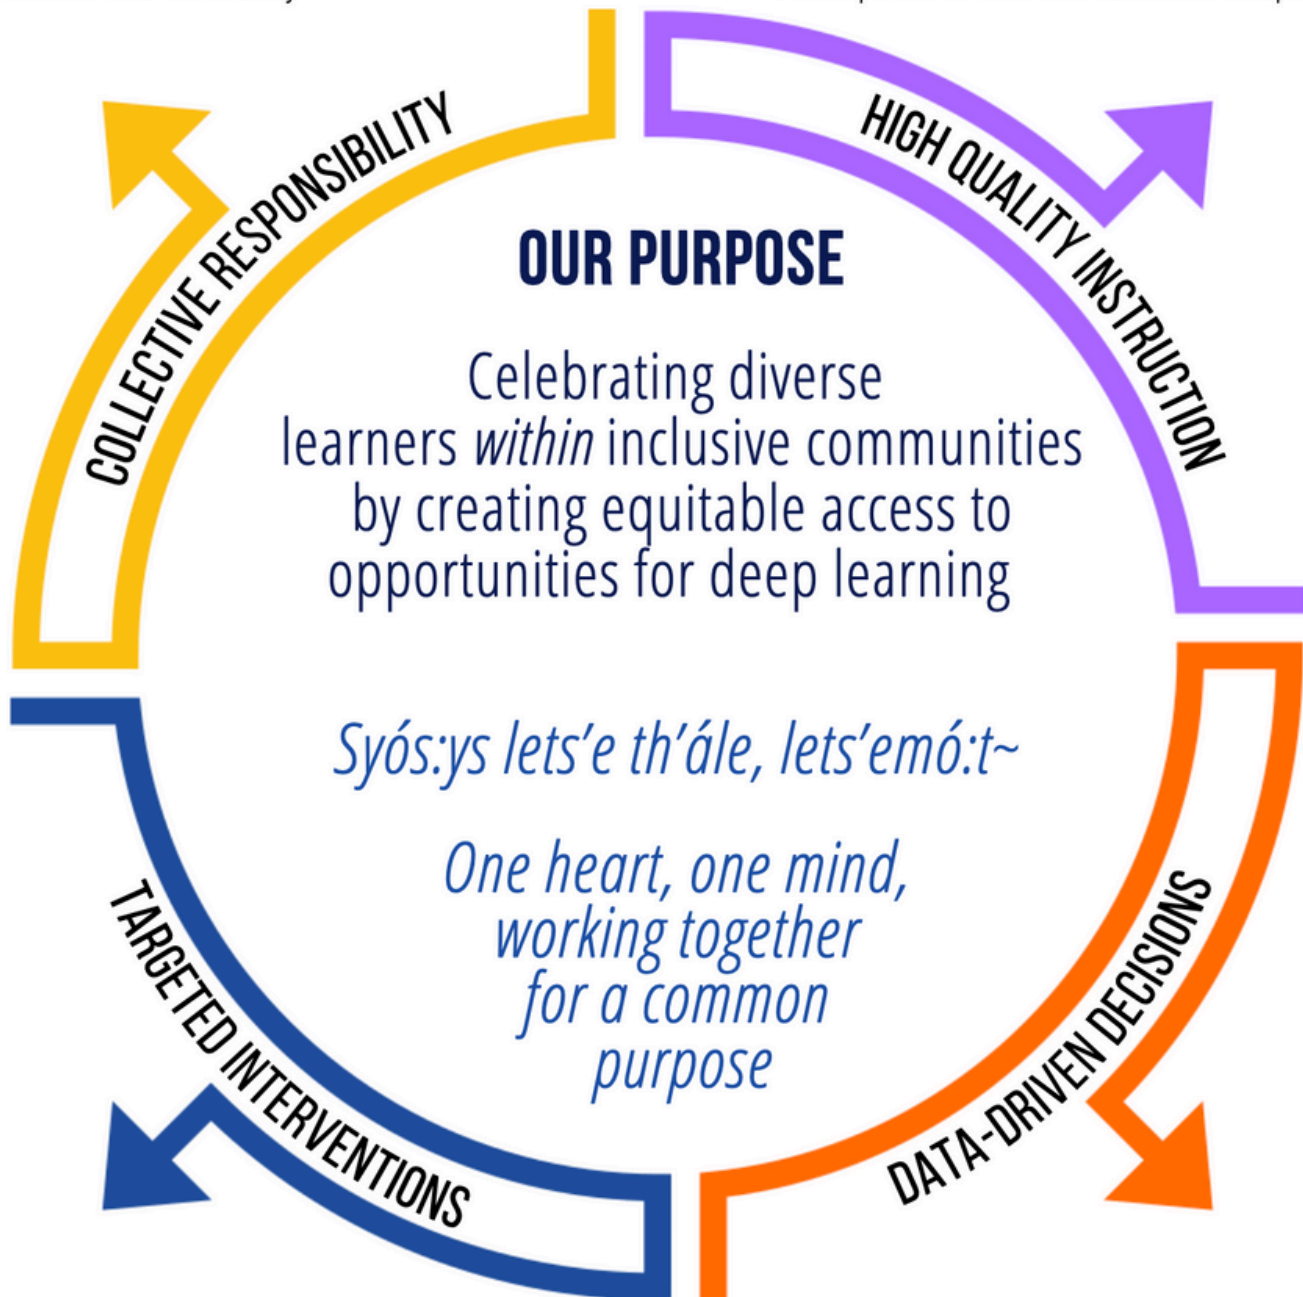 COLLECTIVE RESPONSIBILITY
HIGH QUALITY INSTRUCTION
OUR PURPOSE
Celebrating diverse
learners within inclusive communities
by creating equitable access to
opportunities for deep learning
Syós:ys lets’e th’ále, lets’emó:t~
One heart, one mind,
working together
for a common
purpose
TARGETED INTERVENTIONS
DATA-DRIVEN DECISIONS